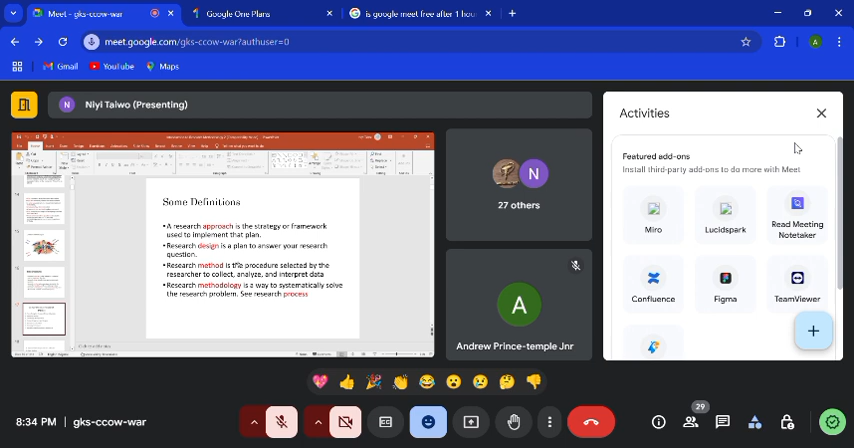 Meet - gks-ccow-war
Google One Plans
is google meet free after 1 hou
meet.google.com/gks-ccow-war?authuser=0
A
Gmail
YouTube
Maps
N
Niyi Taiwo (Presenting)
Some Definitions
•A research approach is the strategy or framework
used to implement that plan.
•Research design is a plan to answer your research
question.
•Research method is the procedure selected by the
researcher to collect, analyze, and interpret data
•Research methodology is a way to systematically solve
the research problem. See research process
N
27 others
A
Andrew Prince-temple Jnr
Activities
Featured add-ons
Install third-party add-ons to do more with Meet
Miro
Lucidspark
Read Meeting
Notetaker
Confluence
Figma
TeamViewer
8:34 PM | gks-ccow-war
29